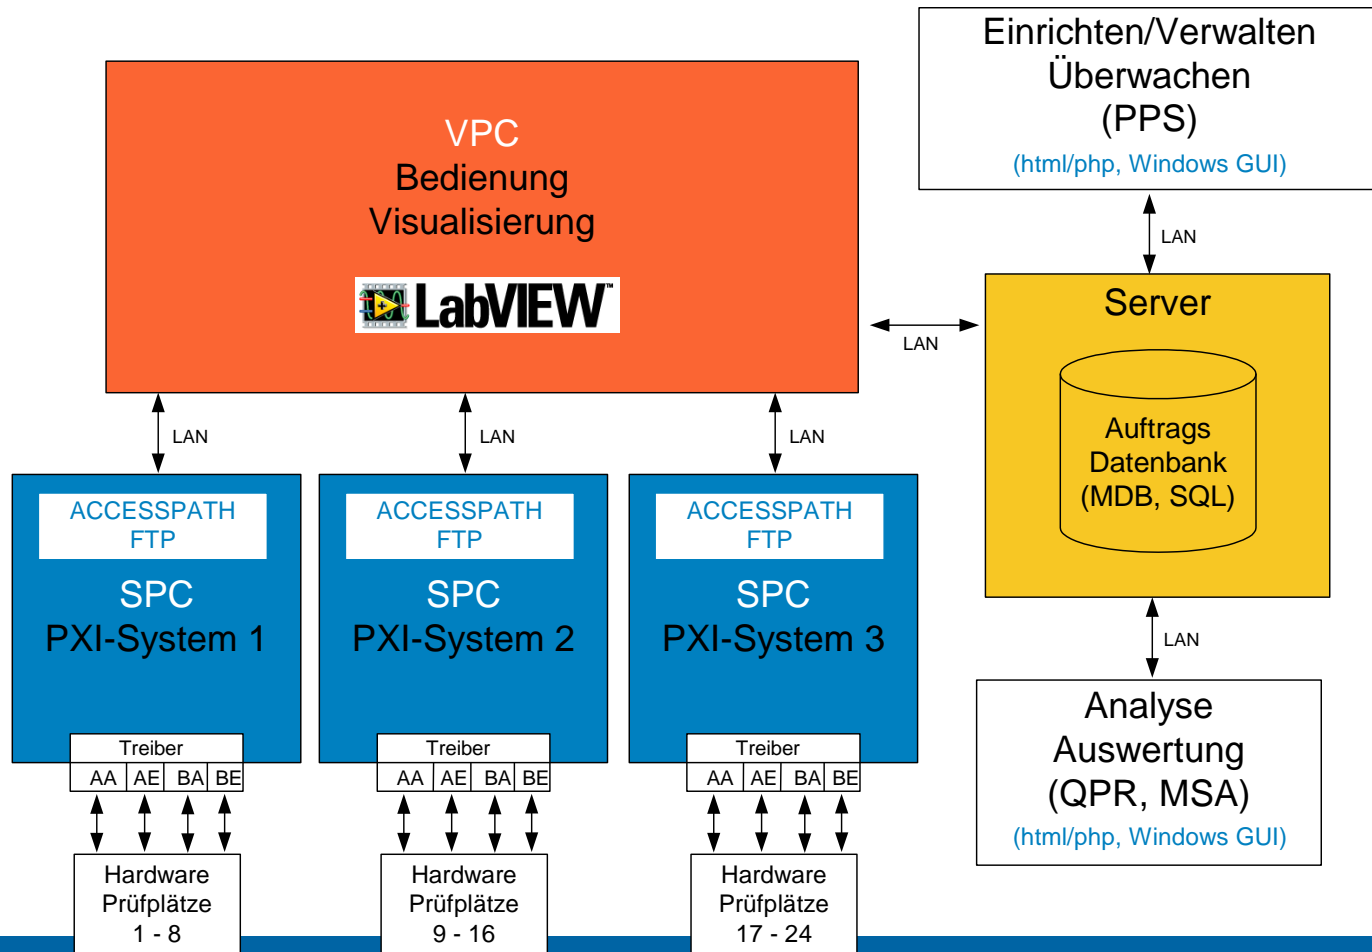 Einrichten/Verwalten
Überwachen
(PPS)
(html/php, Windows GUI)
LAN
VPC
Bedienung
Visualisierung
LabVIEW™
LAN
Server
Auftrags
Datenbank
(MDB, SQL)
LAN
LAN
LAN
ACCESSPATH
FTP
SPC
PXI-System 1
Treiber
AA AE BA BE
Hardware
Prüfplätze
1 - 8
ACCESSPATH
FTP
SPC
PXI-System 2
Treiber
AA AE BA BE
Hardware
Prüfplätze
9 - 16
ACCESSPATH
FTP
SPC
PXI-System 3
Treiber
AA AE BA BE
Hardware
Prüfplätze
17 - 24
LAN
Analyse
Auswertung
(QPR, MSA)
(html/php, Windows GUI)